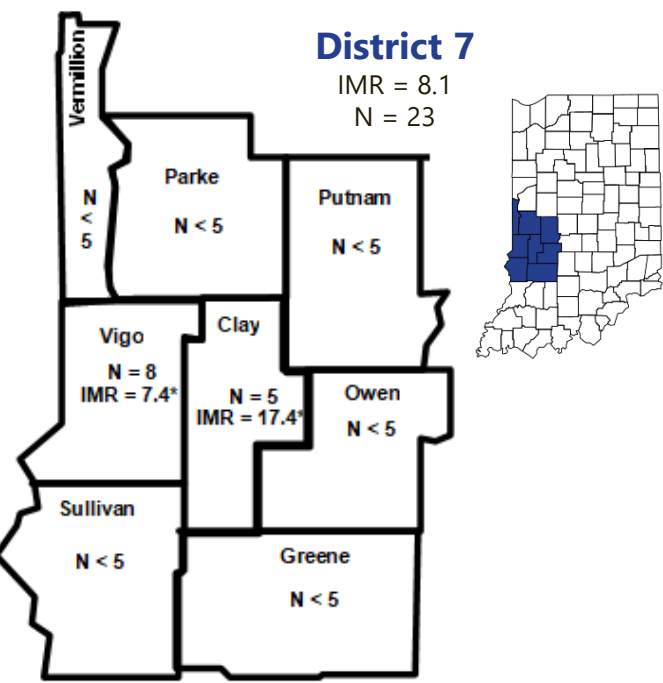 District 7
IMR = 8.1
N = 23
Vermillion
N
<
5
Parke
N < 5
Putnam
N < 5
Vigo
N = 8
IMR = 7.4*
Clay
N = 5
IMR = 17.4*
Owen
N < 5
Sullivan
N < 5
Greene
N < 5